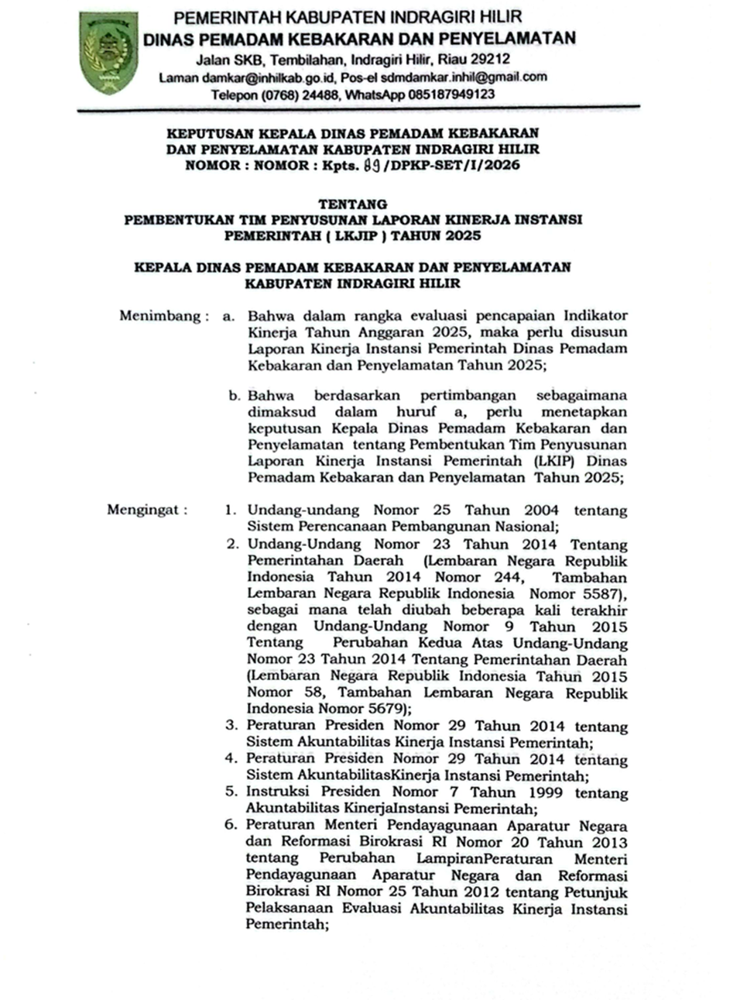 PEMERINTAH KABUPATEN INDRAGIRI HILIR
DINAS PEMADAM KEBAKARAN DAN PENYELAMATAN
Jalan SKB, Tembilahan, Indragiri Hilir, Riau 29212
Laman damkar@inhilkab.go.id, Pos-el sdmdamkar.inhil@gmail.com
Telepon (0768) 24488, WhatsApp 085187949123
KEPUTUSAN KEPALA DINAS PEMADAM KEBAKARAN
DAN PENYELAMATAN KABUPATEN INDRAGIRI HILIR
NOMOR : NOMOR : Kpts. 89 /DPKP-SET/I/2026
TENTANG
PEMBENTUKAN TIM PENYUSUNAN LAPORAN KINERJA INSTANSI
PEMERINTAH ( LKJIP ) TAHUN 2025
KEPALA DINAS PEMADAM KEBAKARAN DAN PENYELAMATAN
KABUPATEN INDRAGIRI HILIR
Menimbang : a. Bahwa dalam rangka evaluasi pencapaian Indikator
Kinerja Tahun Anggaran 2025, maka perlu disusun
Laporan Kinerja Instansi Pemerintah Dinas Pemadam
Kebakaran dan Penyelamatan Tahun 2025;
b. Bahwa berdasarkan pertimbangan sebagaimana
dimaksud dalam huruf a, perlu menetapkan
keputusan Kepala Dinas Pemadam Kebakaran dan
Penyelamatan tentang Pembentukan Tim Penyusunan
Laporan Kinerja Instansi Pemerintah (LKIP) Dinas
Pemadam Kebakaran dan Penyelamatan Tahun 2025;
Mengingat : 1. Undang-undang Nomor 25 Tahun 2004 tentang
Sistem Perencanaan Pembangunan Nasional;
2. Undang-Undang Nomor 23 Tahun 2014 Tentang
Pemerintahan Daerah (Lembaran Negara Republik
Indonesia Tahun 2014 Nomor 244, Tambahan
Lembaran Negara Republik Indonesia Nomor 5587),
sebagai mana telah diubah beberapa kali terakhir
dengan Undang-Undang Nomor 9 Tahun 2015
Tentang Perubahan Kedua Atas Undang-Undang
Nomor 23 Tahun 2014 Tentang Pemerintahan Daerah
(Lembaran Negara Republik Indonesia Tahun 2015
Nomor 58, Tambahan Lembaran Negara Republik
Indonesia Nomor 5679);
3. Peraturan Presiden Nomor 29 Tahun 2014 tentang
Sistem Akuntabilitas Kinerja Instansi Pemerintah;
4. Peraturan Presiden Nomor 29 Tahun 2014 tentang
Sistem AkuntabilitasKinerja Instansi Pemerintah;
5. Instruksi Presiden Nomor 7 Tahun 1999 tentang
Akuntabilitas KinerjaInstansi Pemerintah;
6. Peraturan Menteri Pendayagunaan Aparatur Negara
dan Reformasi Birokrasi RI Nomor 20 Tahun 2013
tentang Perubahan LampiranPeraturan Menteri
Pendayagunaan Aparatur Negara dan Reformasi
Birokrasi RI Nomor 25 Tahun 2012 tentang Petunjuk
Pelaksanaan Evaluasi Akuntabilitas Kinerja Instansi
Pemerintah;